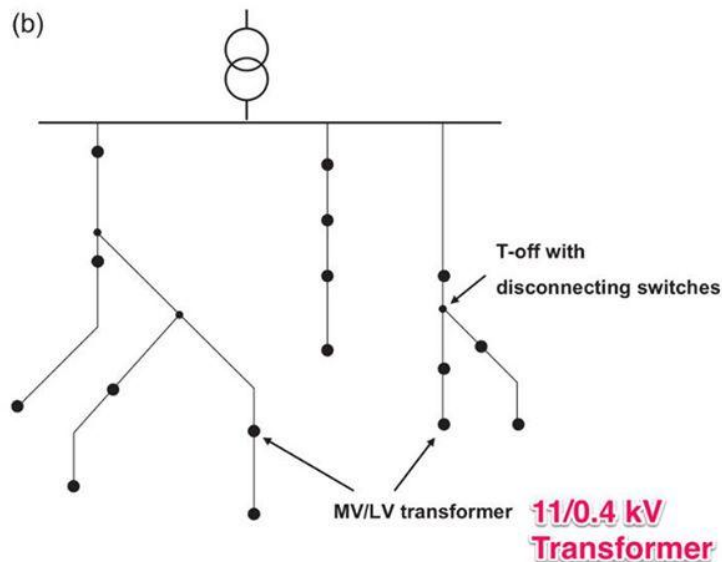 (b)
T-off with
disconnecting switches
MV/LV transformer
11/0.4 kV
Transformer